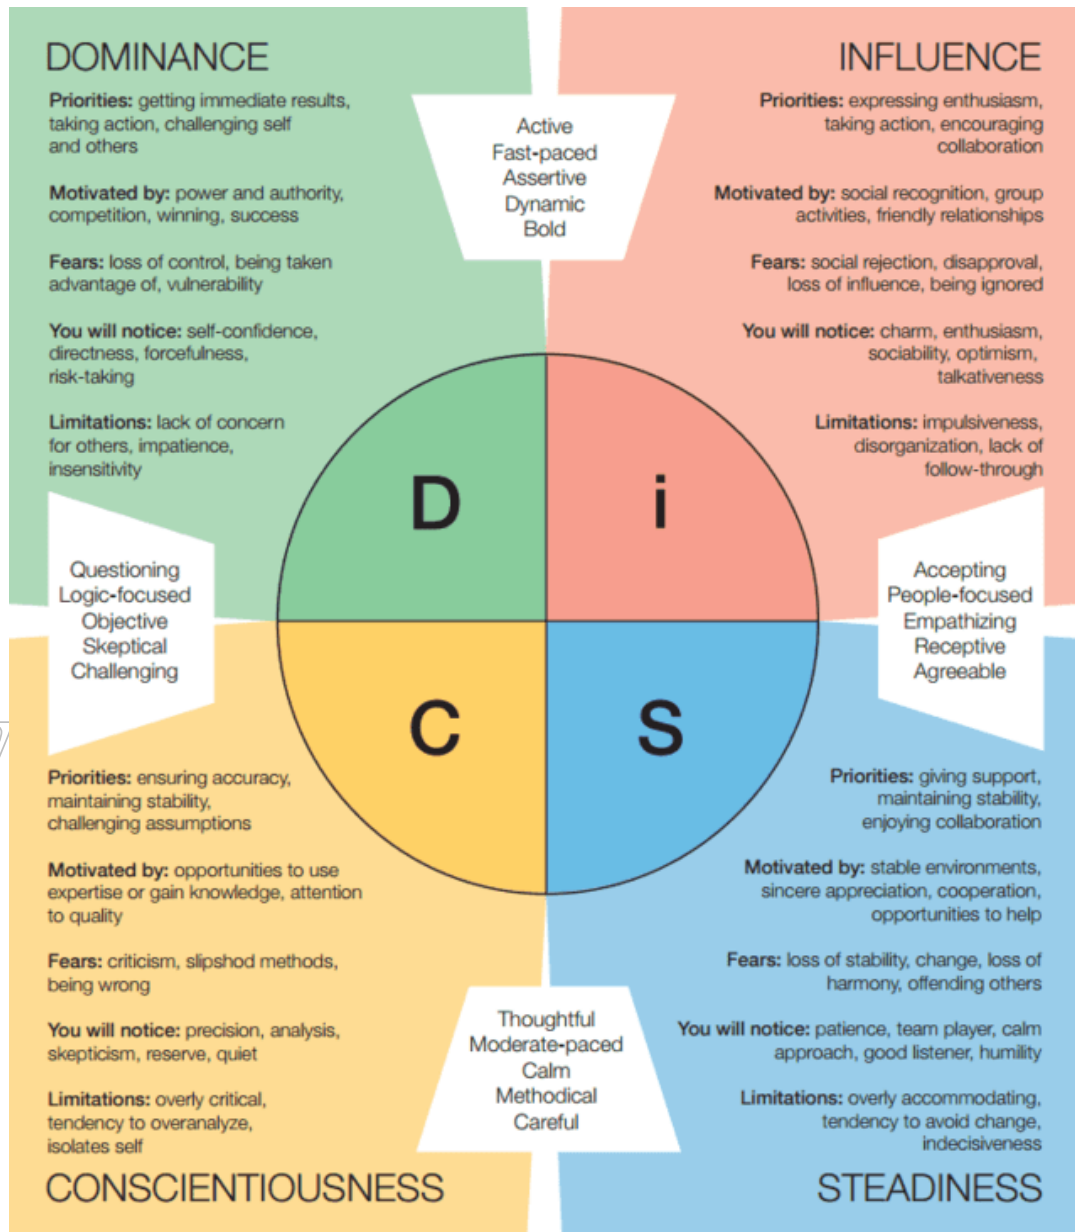 DOMINANCE
Priorities: getting immediate results,
taking action, challenging self
and others
Motivated by: power and authority,
competition, winning, success
Fears: loss of control, being taken
advantage of, vulnerability
You will notice: self-confidence,
directness, forcefulness,
risk-taking
Limitations: lack of concern
for others, impatience,
insensitivity
Active
Fast-paced
Assertive
Dynamic
Bold
INFLUENCE
Priorities: expressing enthusiasm,
taking action, encouraging
collaboration
Motivated by: social recognition, group
activities, friendly relationships
Fears: social rejection, disapproval,
loss of influence, being ignored
You will notice: charm, enthusiasm,
sociability, optimism,
talkativeness
Limitations: impulsiveness,
disorganization, lack of
follow-through
D
i
Questioning
Logic-focused
Objective
Skeptical
Challenging
Accepting
People-focused
Empathizing
Receptive
Agreeable
C
S
Priorities: ensuring accuracy,
maintaining stability,
challenging assumptions
Motivated by: opportunities to use
expertise or gain knowledge, attention
to quality
Fears: criticism, slipshod methods,
being wrong
You will notice: precision, analysis,
skepticism, reserve, quiet
Limitations: overly critical,
tendency to overanalyze,
isolates self
CONSCIENTIOUSNESS
Thoughtful
Moderate-paced
Calm
Methodical
Careful
Priorities: giving support,
maintaining stability,
enjoying collaboration
Motivated by: stable environments,
sincere appreciation, cooperation,
opportunities to help
Fears: loss of stability, change, loss of
harmony, offending others
You will notice: patience, team player, calm
approach, good listener, humility
Limitations: overly accommodating,
tendency to avoid change,
indecisiveness
STEADINESS